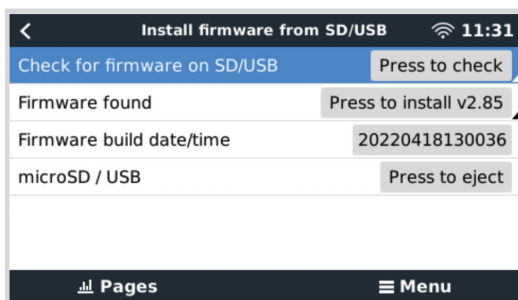 Install firmware from SD/USB 11:31
Check for firmware on SD/USB Press to check
Firmware found Press to install v2.85
Firmware build date/time 20220418130036
microSD / USB Press to eject
Pages Menu